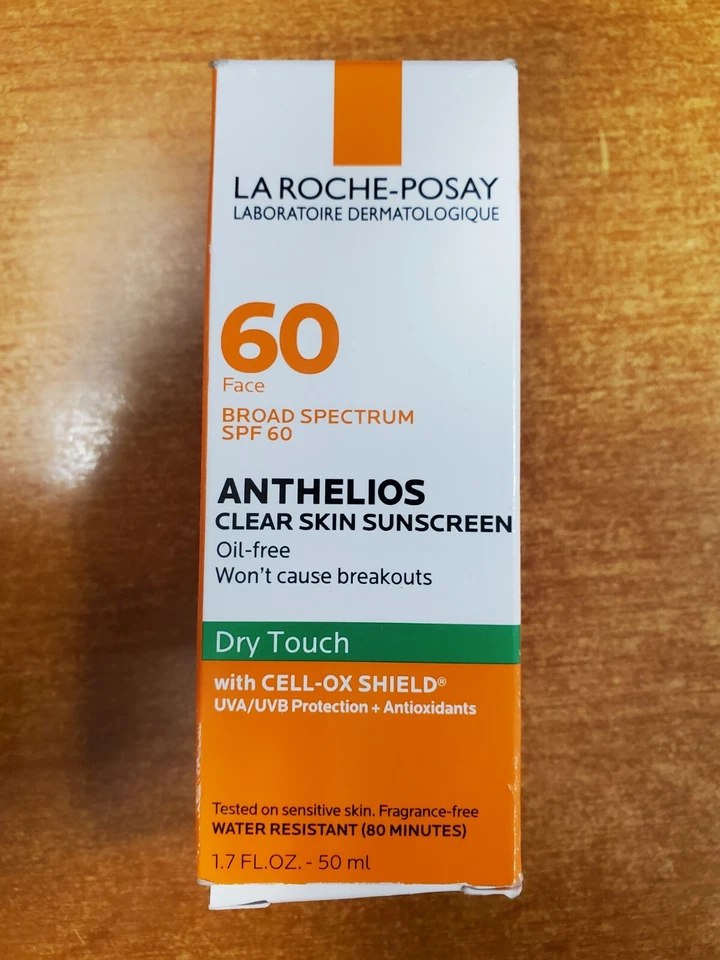 LA ROCHE-POSAY
LABORATOIRE DERMATOLOGIQUE
60
Face
BROAD SPECTRUM
SPF 60
ANTHELIOS
CLEAR SKIN SUNSCREEN
Oil-free
Won't cause breakouts
Dry Touch
with CELL-OX SHIELD®
UVA/UVB Protection + Antioxidants
Tested on sensitive skin. Fragrance-free
WATER RESISTANT (80 MINUTES)
1.7 FL.OZ. - 50 ml